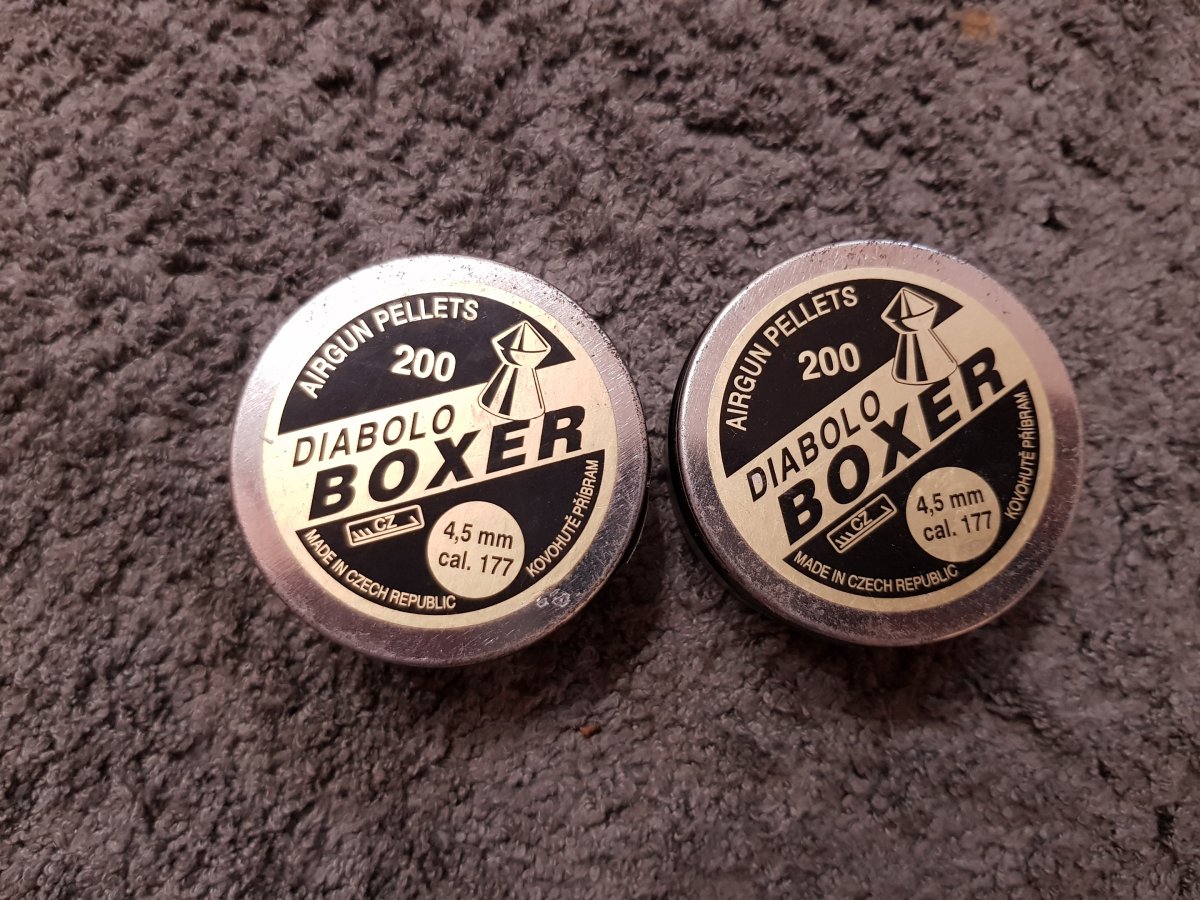 AIRGUN PELLETS
200
DIABOLO
BOXER
CZ
4,5 mm
cal. 177
MADE IN CZECH REPUBLIC
KOVOHUTĚ PŘÍBRAM
AIRGUN PELLETS
200
DIABOLO
BOXER
CZ
4,5 mm
cal. 177
MADE IN CZECH REPUBLIC
KOVOHUTĚ PŘÍBRAM